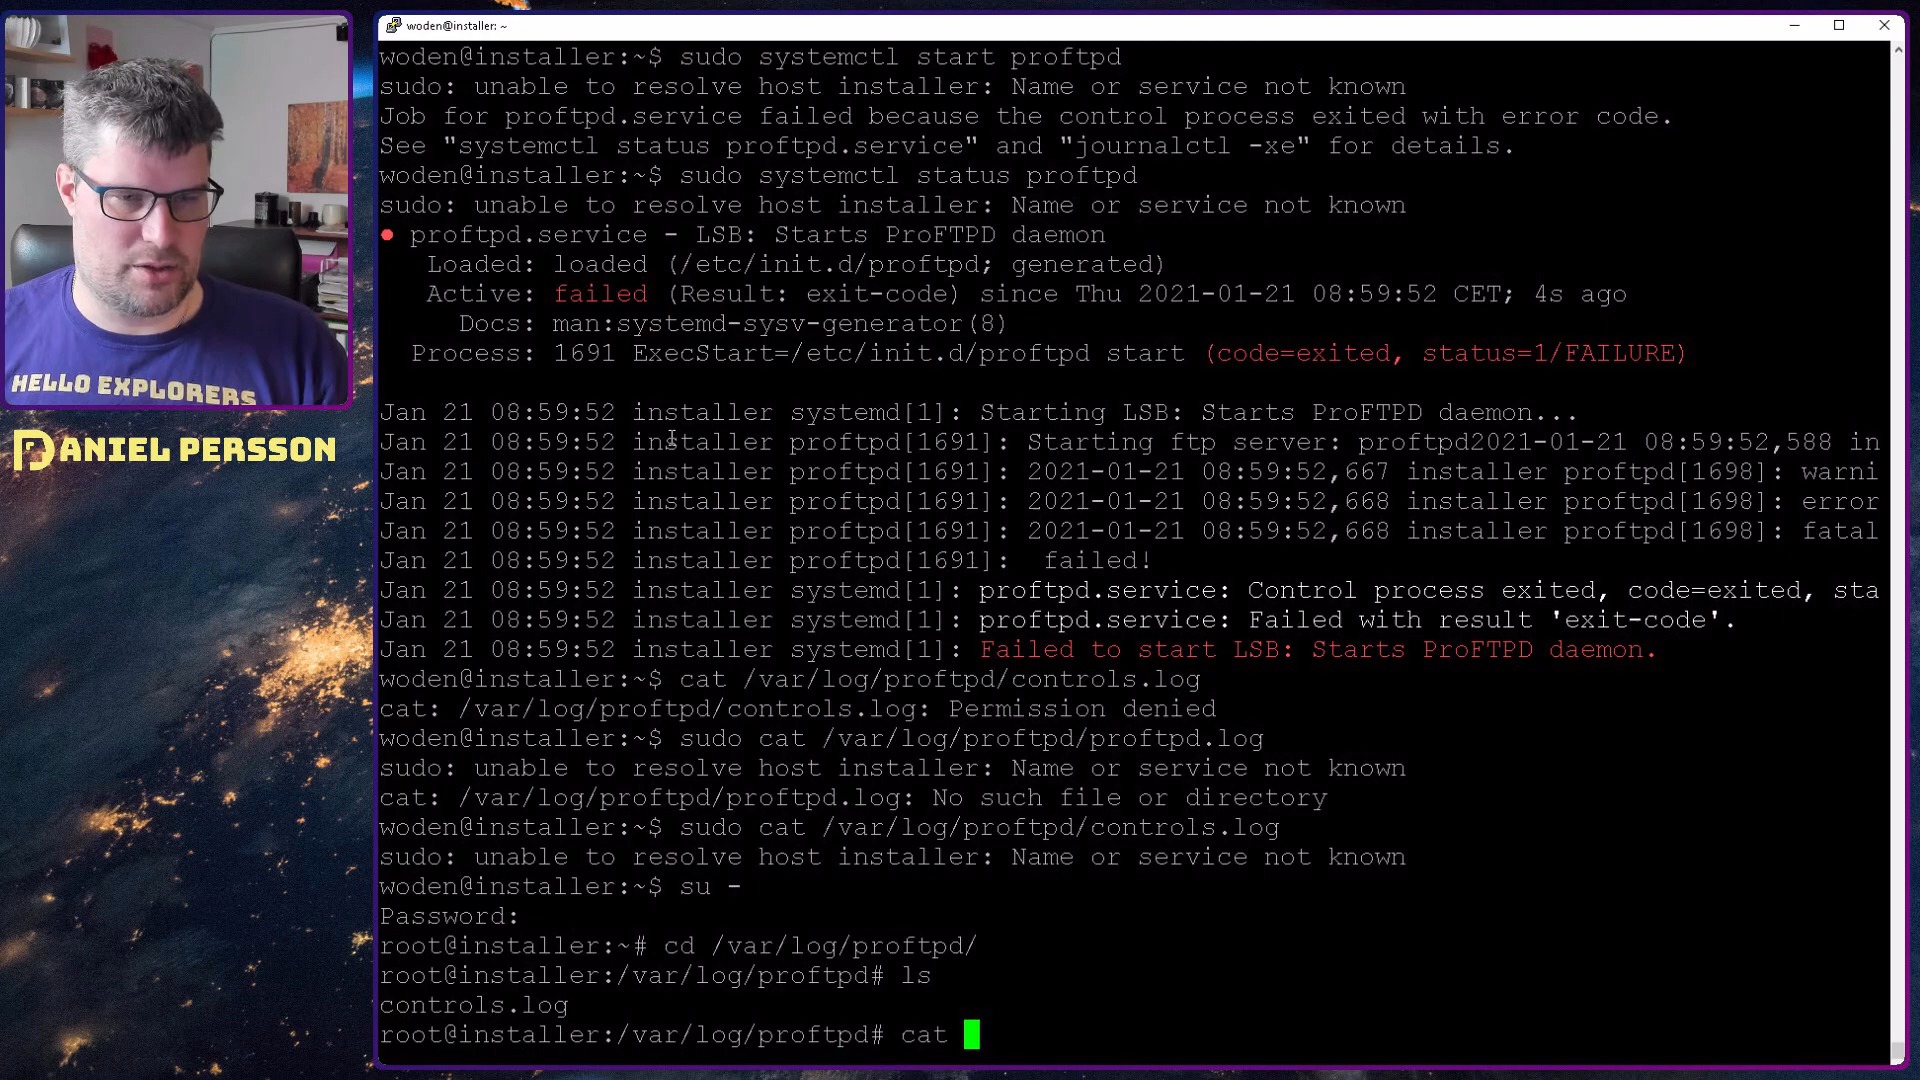 woden@installer: ~
woden@installer:~$ sudo systemctl start proftpd
sudo: unable to resolve host installer: Name or service not known
Job for proftpd.service failed because the control process exited with error code.
See "systemctl status proftpd.service" and "journalctl -xe" for details.
woden@installer:~$ sudo systemctl status proftpd
sudo: unable to resolve host installer: Name or service not known
● proftpd.service - LSB: Starts ProFTPD daemon
Loaded: loaded (/etc/init.d/proftpd; generated)
Active: failed (Result: exit-code) since Thu 2021-01-21 08:59:52 CET; 4s ago
Docs: man:systemd-sysv-generator(8)
Process: 1691 ExecStart=/etc/init.d/proftpd start (code=exited, status=1/FAILURE)
Jan 21 08:59:52 installer systemd[1]: Starting LSB: Starts ProFTPD daemon...
Jan 21 08:59:52 installer proftpd[1691]: Starting ftp server: proftpd2021-01-21 08:59:52,588 in
Jan 21 08:59:52 installer proftpd[1691]: 2021-01-21 08:59:52,667 installer proftpd[1698]: warni
Jan 21 08:59:52 installer proftpd[1691]: 2021-01-21 08:59:52,668 installer proftpd[1698]: error
Jan 21 08:59:52 installer proftpd[1691]: 2021-01-21 08:59:52,668 installer proftpd[1698]: fatal
Jan 21 08:59:52 installer proftpd[1691]:  failed!
Jan 21 08:59:52 installer systemd[1]: proftpd.service: Control process exited, code=exited, sta
Jan 21 08:59:52 installer systemd[1]: proftpd.service: Failed with result 'exit-code'.
Jan 21 08:59:52 installer systemd[1]: Failed to start LSB: Starts ProFTPD daemon.
woden@installer:~$ cat /var/log/proftpd/controls.log
cat: /var/log/proftpd/controls.log: Permission denied
woden@installer:~$ sudo cat /var/log/proftpd/proftpd.log
sudo: unable to resolve host installer: Name or service not known
cat: /var/log/proftpd/proftpd.log: No such file or directory
woden@installer:~$ sudo cat /var/log/proftpd/controls.log
sudo: unable to resolve host installer: Name or service not known
woden@installer:~$ su -
Password:
root@installer:~# cd /var/log/proftpd/
root@installer:/var/log/proftpd# ls
controls.log
root@installer:/var/log/proftpd# cat
HELLO EXPLORERS
DANIEL PERSSON